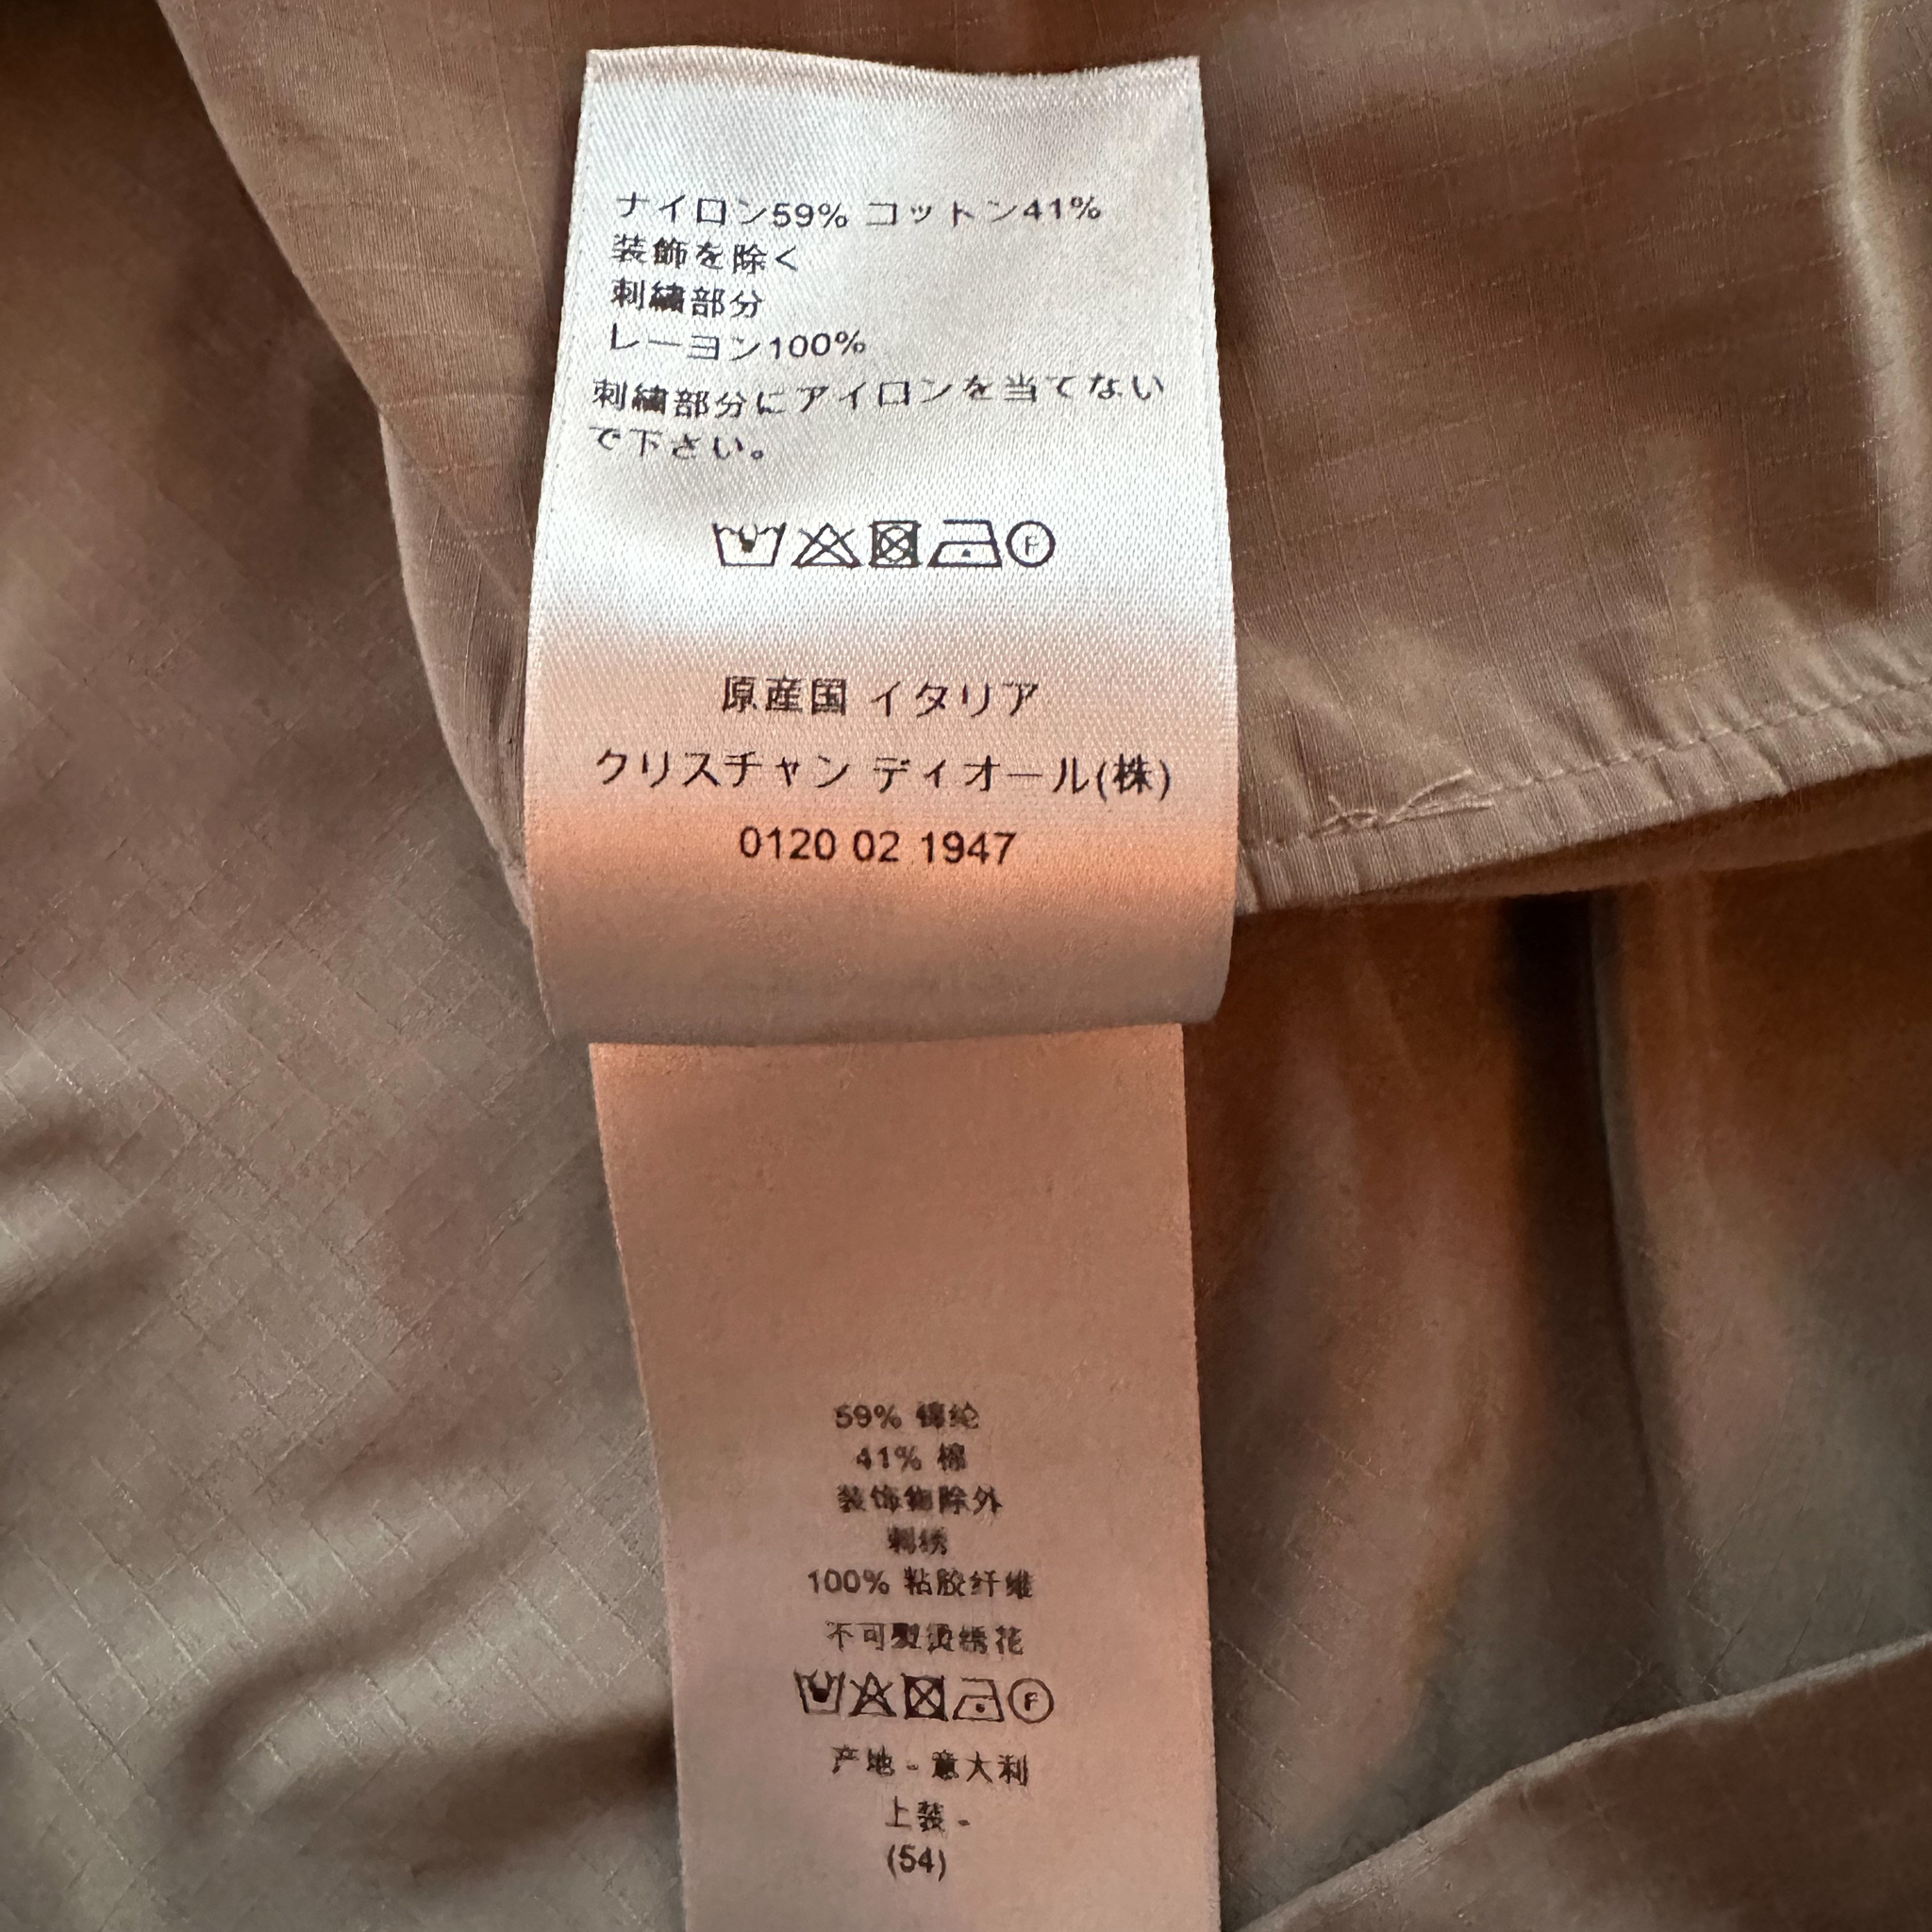 ナイロン59% コットン41%
装飾を除く
刺繍部分
レーヨン100%
刺繍部分にアイロンを当てない
で下さい。
F
原産国 イタリア
クリスチャン ディオール(株)
0120 02 1947
59% 锦纶
41% 棉
装饰物除外
刺绣
100% 粘胶纤维
不可熨烫绣花
F
产地 - 意大利
上装 -
(54)